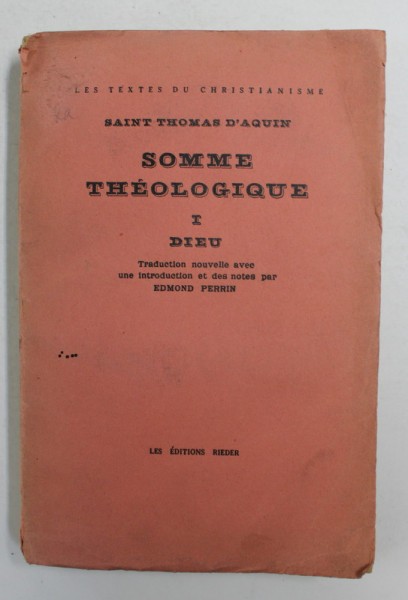 LES TEXTES DU CHRISTIANISME
SAINT THOMAS D'AQUIN
SOMME
THÉOLOGIQUE
I
DIEU
Traduction nouvelle avec
une introduction et des notes par
EDMOND PERRIN
LES ÉDITIONS RIEDER